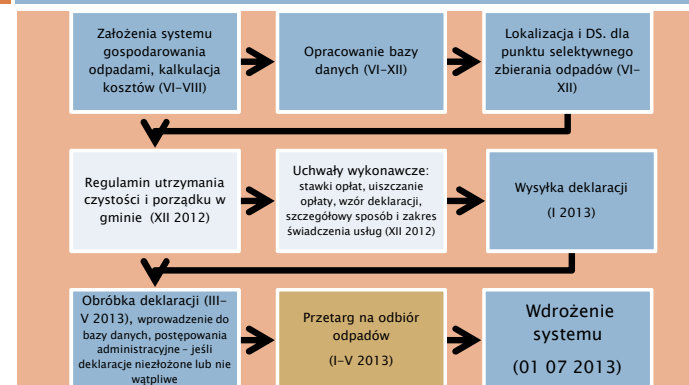 Założenia systemu
gospodarowania
odpadami, kalkulacja
kosztów (VI–VIII)
Opracowanie bazy
danych (VI–XII)
Lokalizacja i DS. dla
punktu selektywnego
zbierania odpadów (VI–
XII)
Regulamin utrzymania
czystości i porządku w
gminie (XII 2012)
Uchwały wykonawcze:
stawki opłat, uiszczanie
opłaty, wzór deklaracji,
szczegółowy sposób i zakres
świadczenia usług (XII 2012)
Wysyłka deklaracji
(I 2013)
Obróbka deklaracji (III–
V 2013), wprowadzenie do
bazy danych, postępowania
administracyjne – jeśli
deklaracje niezłożone lub nie
wątpliwe
Przetarg na odbiór
odpadów
(I–V 2013)
Wdrożenie
systemu
(01 07 2013)